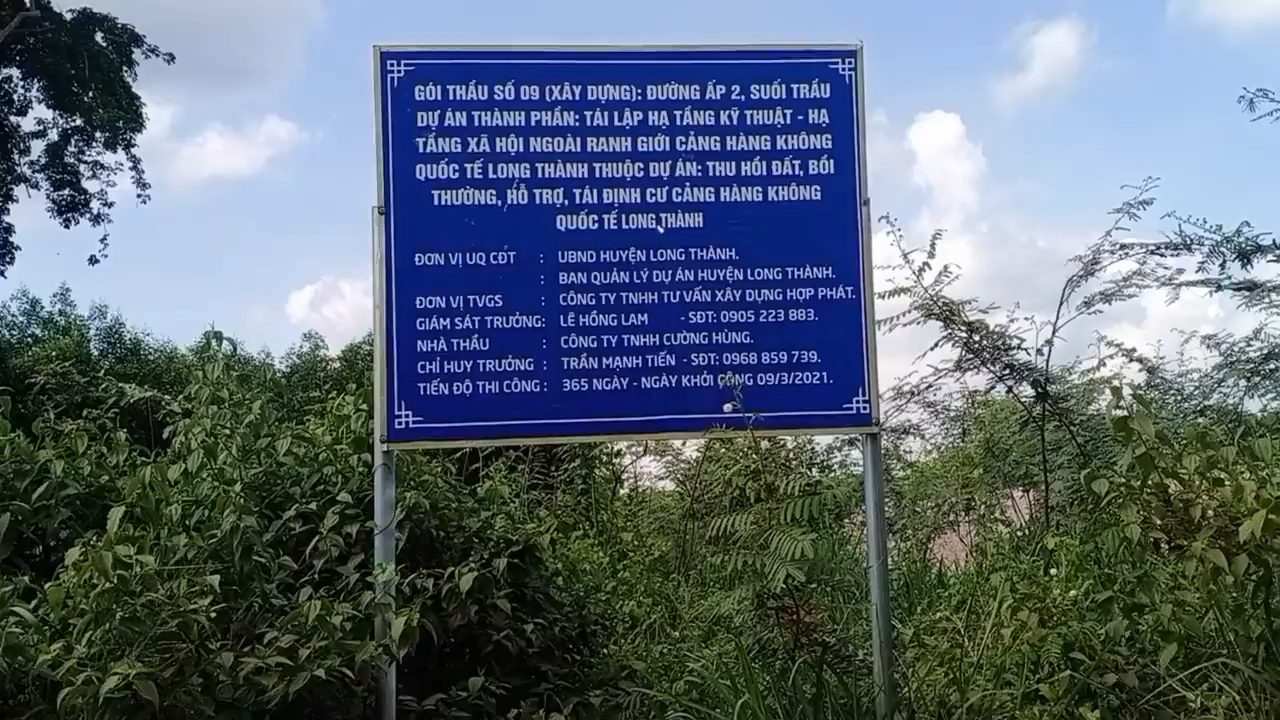 GÓI THẦU SỐ 09 (XÂY DỰNG): ĐƯỜNG ẤP 2, SUỐI TRẦU
DỰ ÁN THÀNH PHẦN: TÁI LẬP HẠ TẦNG KỸ THUẬT - HẠ
TẦNG XÃ HỘI NGOÀI RANH GIỚI CẢNG HÀNG KHÔNG
QUỐC TẾ LONG THÀNH THUỘC DỰ ÁN: THU HỒI ĐẤT, BỒI
THƯỜNG, HỖ TRỢ, TÁI ĐỊNH CƯ CẢNG HÀNG KHÔNG
QUỐC TẾ LONG THÀNH
ĐƠN VỊ UQ CĐT : UBND HUYỆN LONG THÀNH.
: BAN QUẢN LÝ DỰ ÁN HUYỆN LONG THÀNH.
ĐƠN VỊ TVGS : CÔNG TY TNHH TƯ VẤN XÂY DỰNG HỢP PHÁT.
GIÁM SÁT TRƯỞNG: LÊ HỒNG LAM - SĐT: 0905 223 883.
NHÀ THẦU : CÔNG TY TNHH CƯỜNG HÙNG.
CHỈ HUY TRƯỞNG : TRẦN MẠNH TIẾN - SĐT: 0968 859 739.
TIẾN ĐỘ THI CÔNG : 365 NGÀY - NGÀY KHỞI CÔNG 09/3/2021.